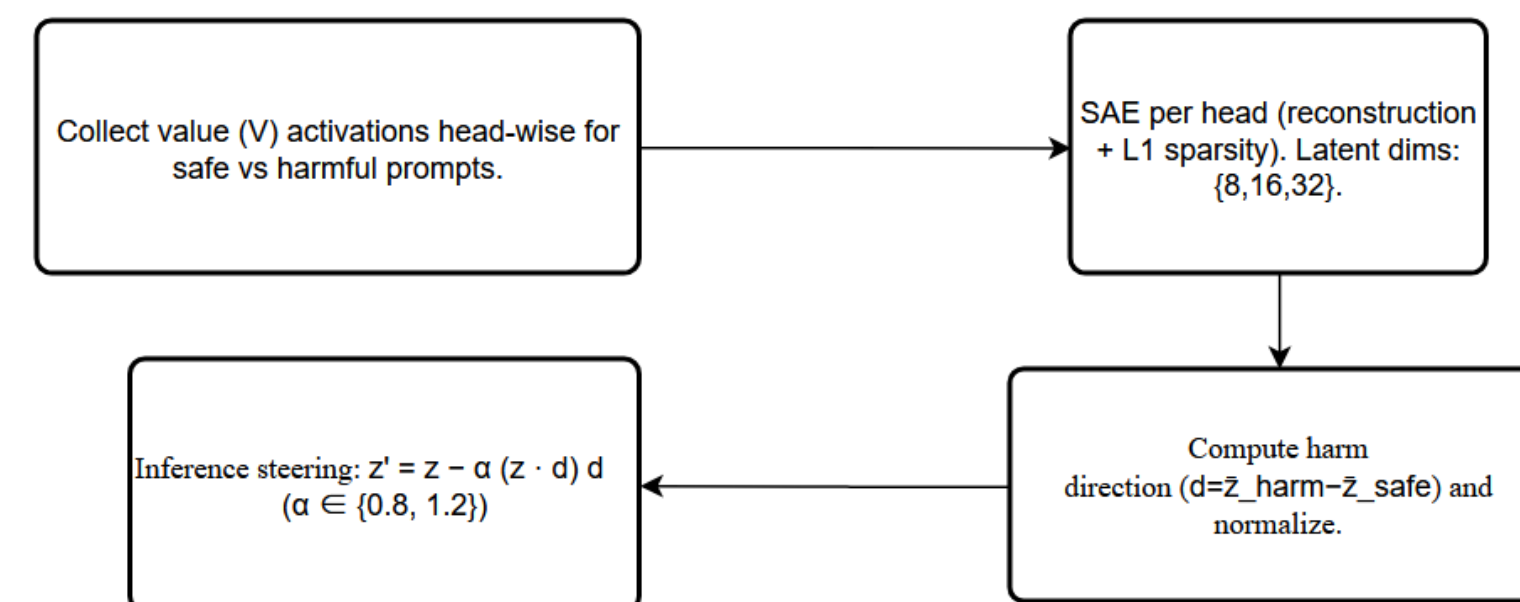 Collect value (V) activations head-wise for
safe vs harmful prompts.
SAE per head (reconstruction
+ L1 sparsity). Latent dims:
{8,16,32}.
Compute harm
direction (d=z̄_harm−z̄_safe) and
normalize.
Inference steering: z' = z − α (z · d) d
(α ∈ {0.8, 1.2})